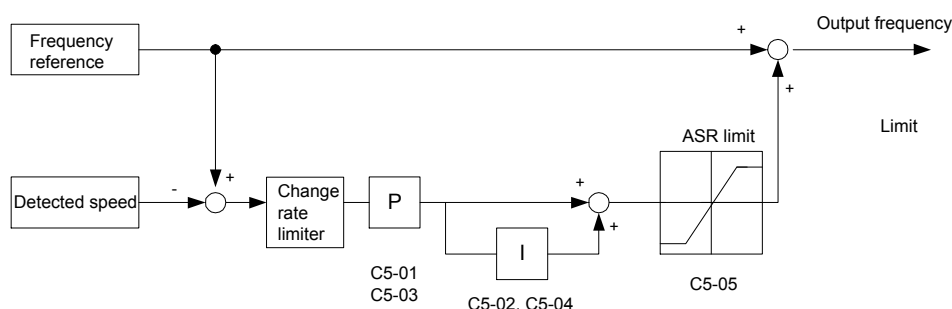 Frequency
reference
+
Output frequency
+
Limit
ASR limit
Detected speed
-
+
Change
rate
limiter
P
+
+
I
C5-01
C5-03
C5-02, C5-04
C5-05